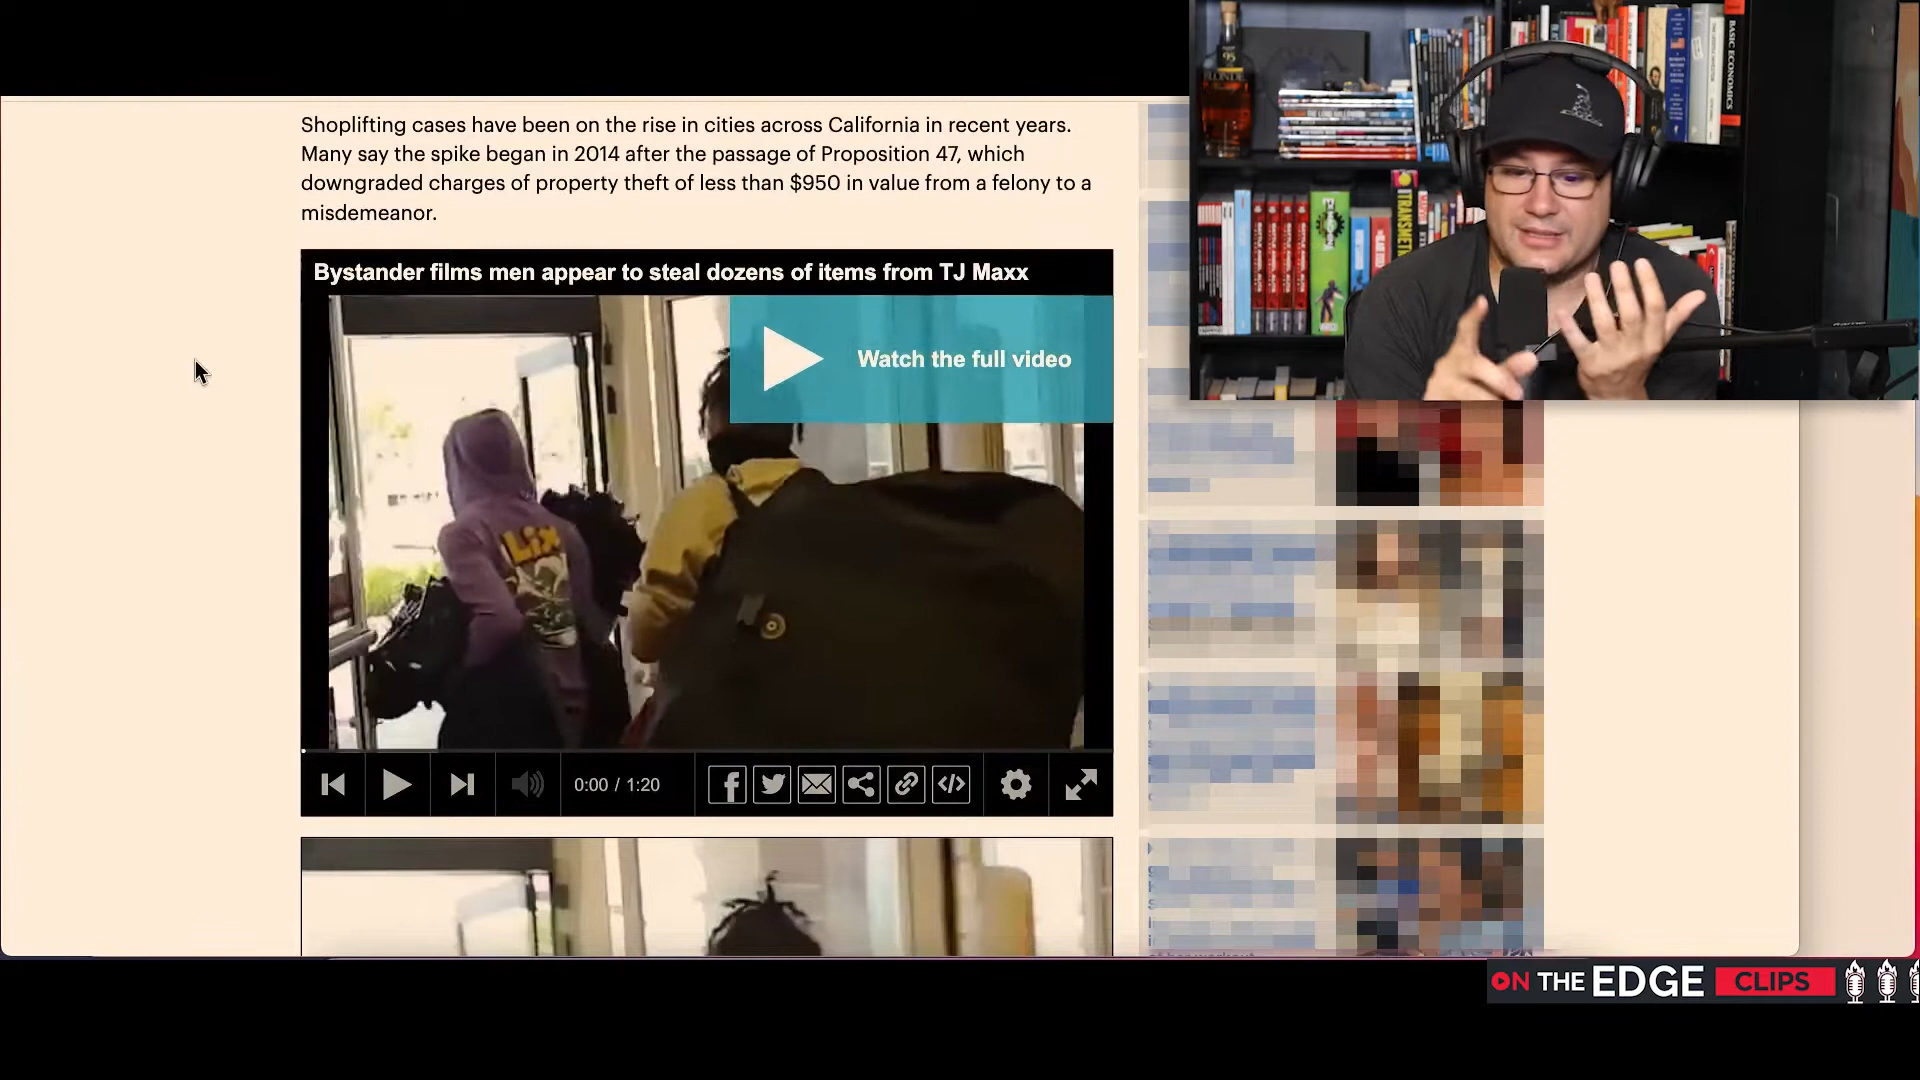 Shoplifting cases have been on the rise in cities across California in recent years.
Many say the spike began in 2014 after the passage of Proposition 47, which
downgraded charges of property theft of less than $950 in value from a felony to a
misdemeanor.
Bystander films men appear to steal dozens of items from TJ Maxx
Watch the full video
0:00 / 1:20
BASIC ECONOMICS
95
ON THE EDGE CLIPS